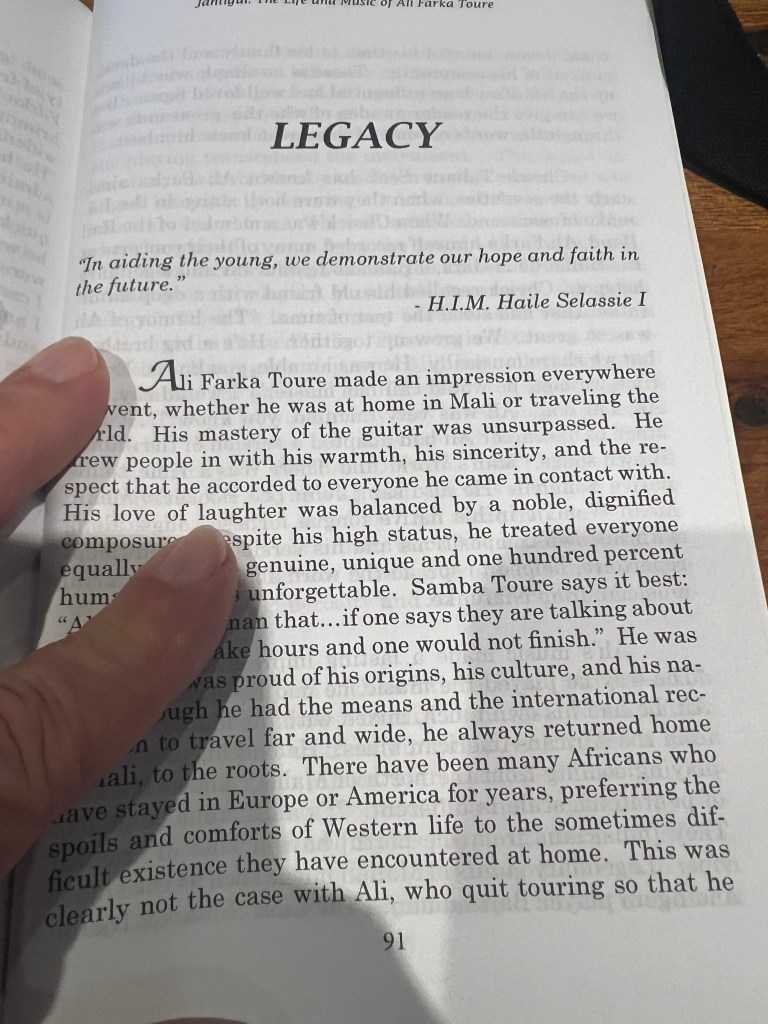 Jantigui: The Life and Music of Ali Farka Toure
LEGACY
“In aiding the young, we demonstrate our hope and faith in
the future.”
- H.I.M. Haile Selassie I
Ali Farka Toure made an impression everywhere
went, whether he was at home in Mali or traveling the
rld. His mastery of the guitar was unsurpassed. He
drew people in with his warmth, his sincerity, and the re-
spect that he accorded to everyone he came in contact with.
His love of laughter was balanced by a noble, dignified
composure espite his high status, he treated everyone
equally genuine, unique and one hundred percent
hum unforgettable. Samba Toure says it best:
“A man that...if one says they are talking about
ake hours and one would not finish.” He was
was proud of his origins, his culture, and his na-
ough he had the means and the international rec-
n to travel far and wide, he always returned home
Mali, to the roots. There have been many Africans who
have stayed in Europe or America for years, preferring the
spoils and comforts of Western life to the sometimes dif-
ficult existence they have encountered at home. This was
clearly not the case with Ali, who quit touring so that he
91